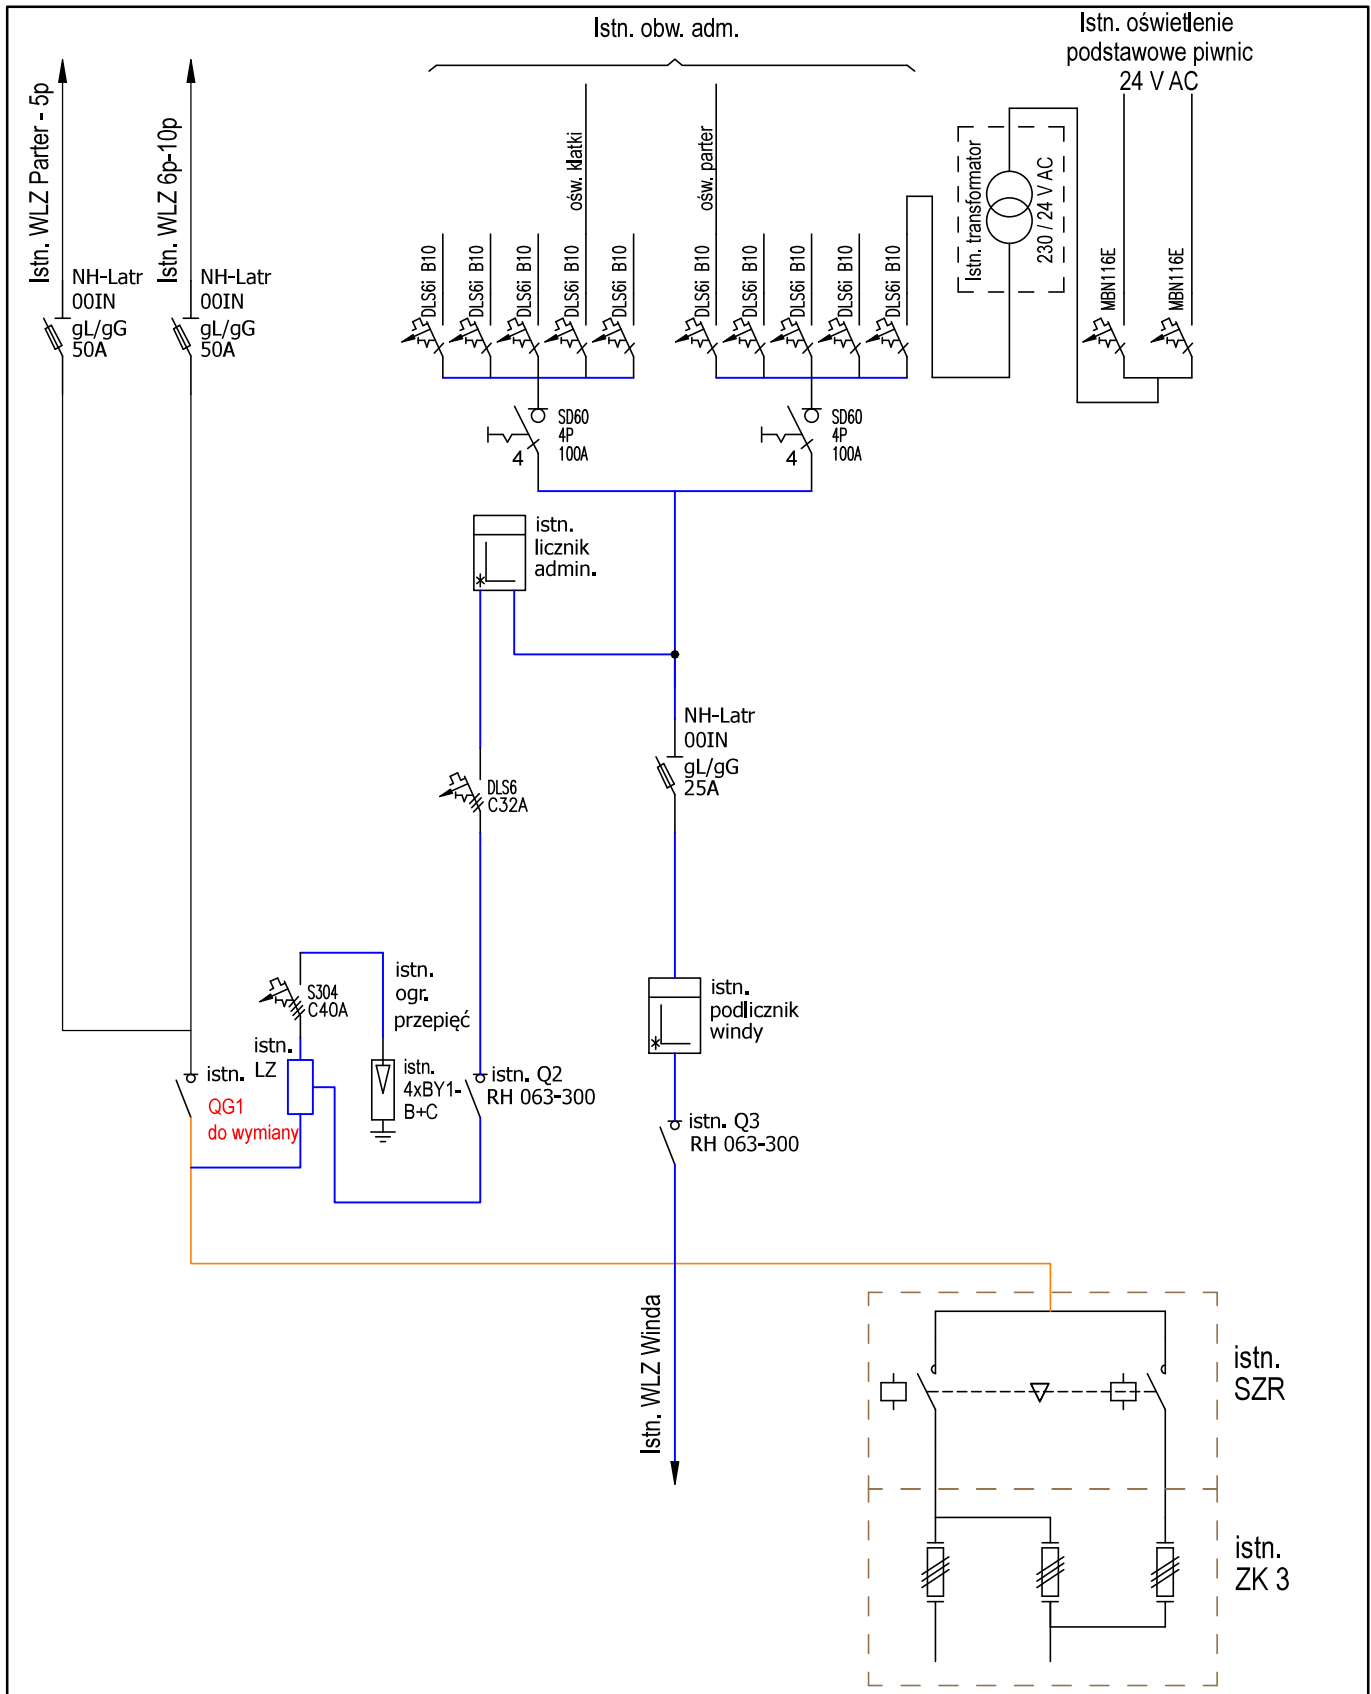 Istn. obw. adm.
Istn. oświetlenie
podstawowe piwnic
24 V AC
Istn. WLZ Parter - 5p
Istn. WLZ 6p-10p
ośw. klatki
ośw. parter
Istn. transformator
230 / 24 V AC
NH-Latr
00IN
gL/gG
50A
NH-Latr
00IN
gL/gG
50A
DLS6i B10
DLS6i B10
DLS6i B10
DLS6i B10
DLS6i B10
DLS6i B10
DLS6i B10
DLS6i B10
DLS6i B10
DLS6i B10
MBN116E
MBN116E
SD60
4P
100A
4
SD60
4P
100A
4
istn.
licznik
admin.
NH-Latr
00IN
gL/gG
25A
DLS6
C32A
S304
C40A
istn.
ogr.
przepięć
istn.
podlicznik
windy
istn.
QG1
do wymiany
istn.
LZ
istn.
4xBY1-
B+C
istn. Q2
RH 063-300
istn. Q3
RH 063-300
Istn. WLZ Winda
istn.
SZR
istn.
ZK 3